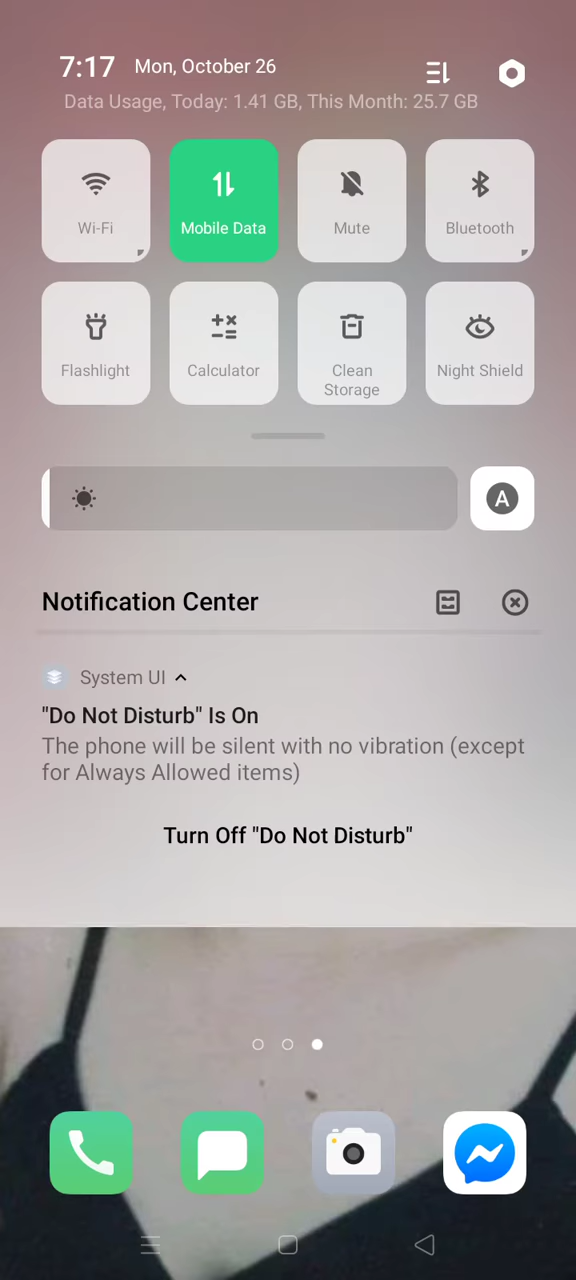 7:17 Mon, October 26
Data Usage, Today: 1.41 GB, This Month: 25.7 GB
Wi-Fi Mobile Data Mute Bluetooth
Flashlight Calculator Clean Night Shield
Storage
A
Notification Center
System UI
"Do Not Disturb" Is On
The phone will be silent with no vibration (except
for Always Allowed items)
Turn Off "Do Not Disturb"